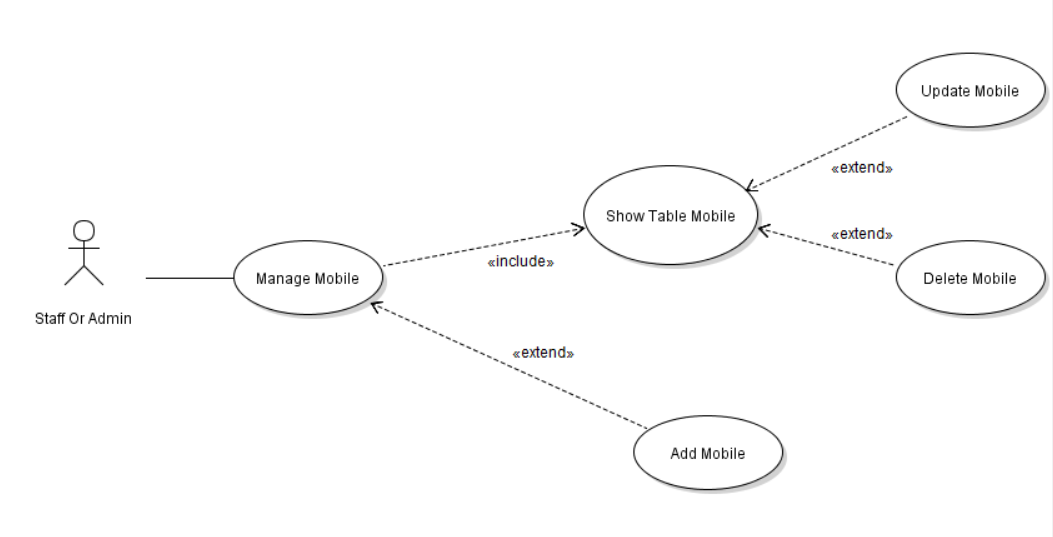 Update Mobile
«extend»
Show Table Mobile
«extend»
«include»
Manage Mobile
Delete Mobile
Staff Or Admin
«extend»
Add Mobile